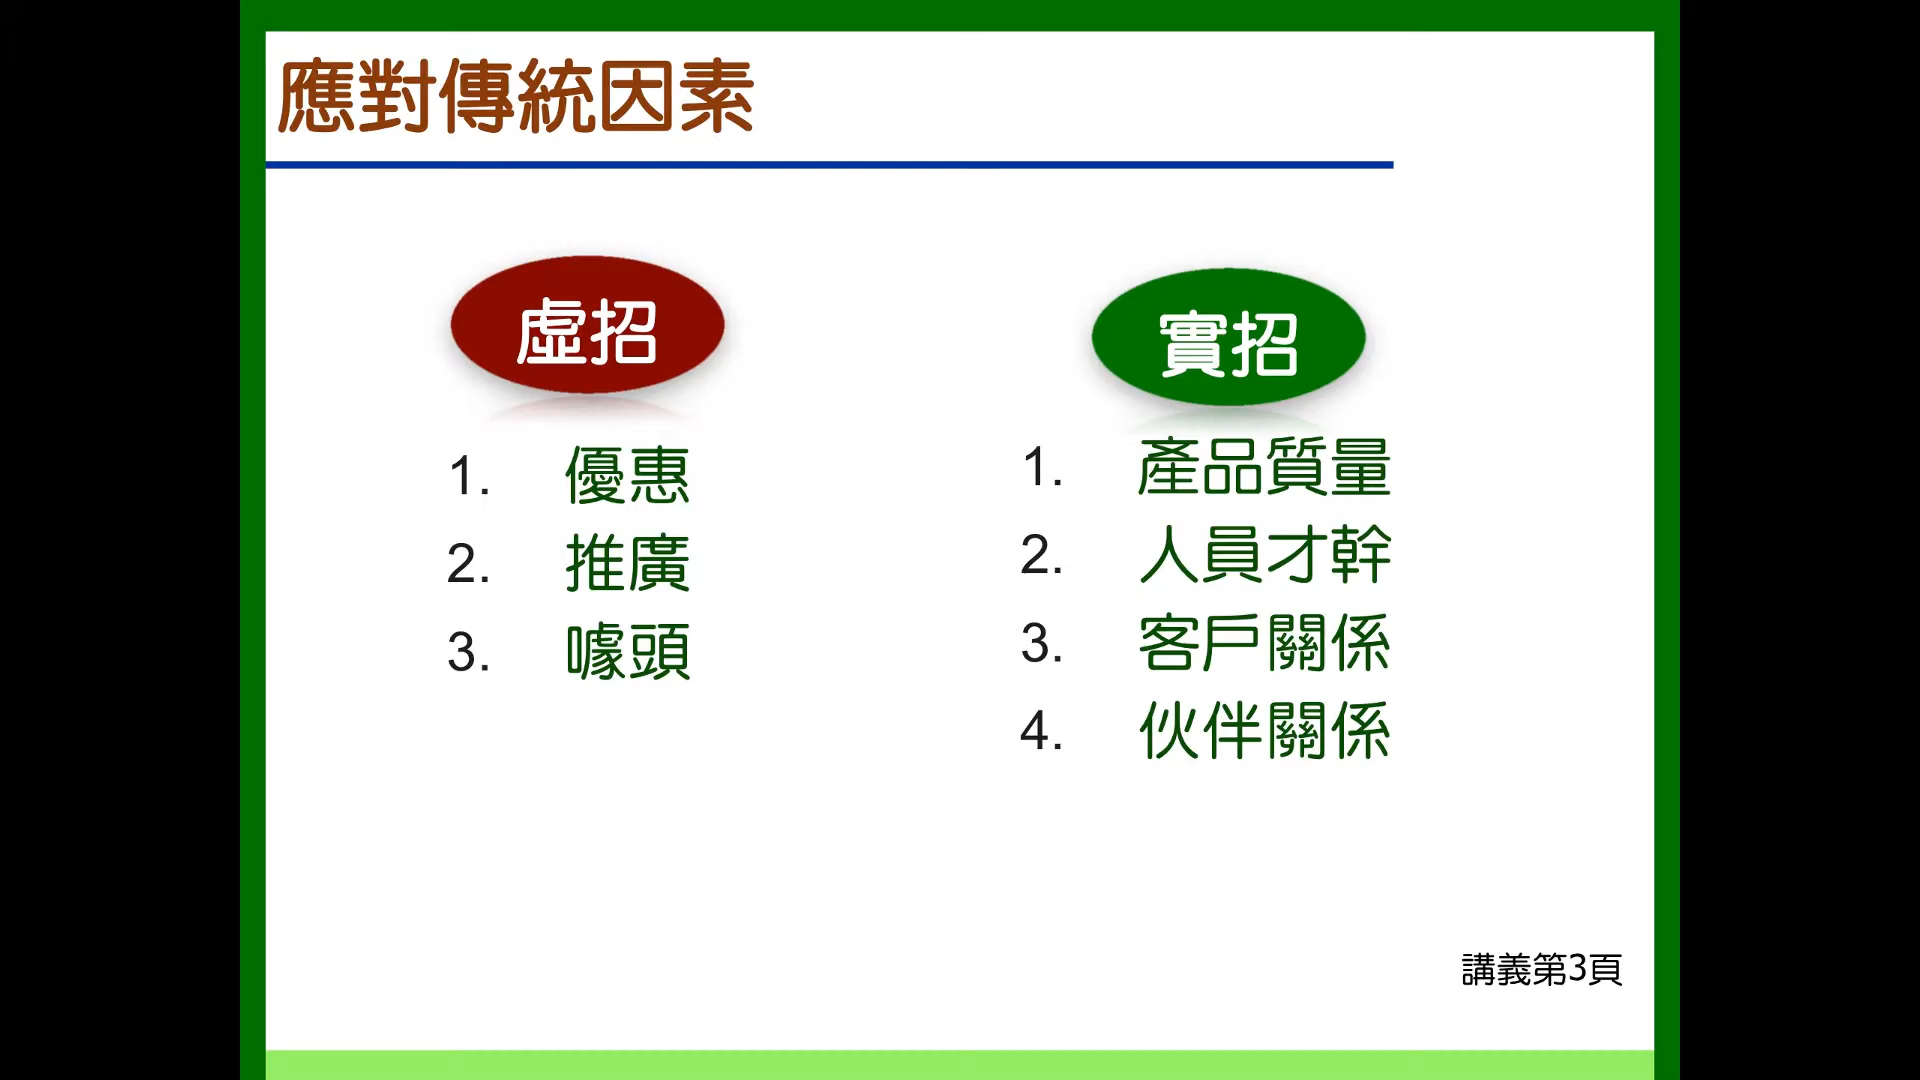 應對傳統因素
虛招
1. 優惠
2. 推廣
3. 噱頭
實招
1. 產品質量
2. 人員才幹
3. 客戶關係
4. 伙伴關係
講義第3頁